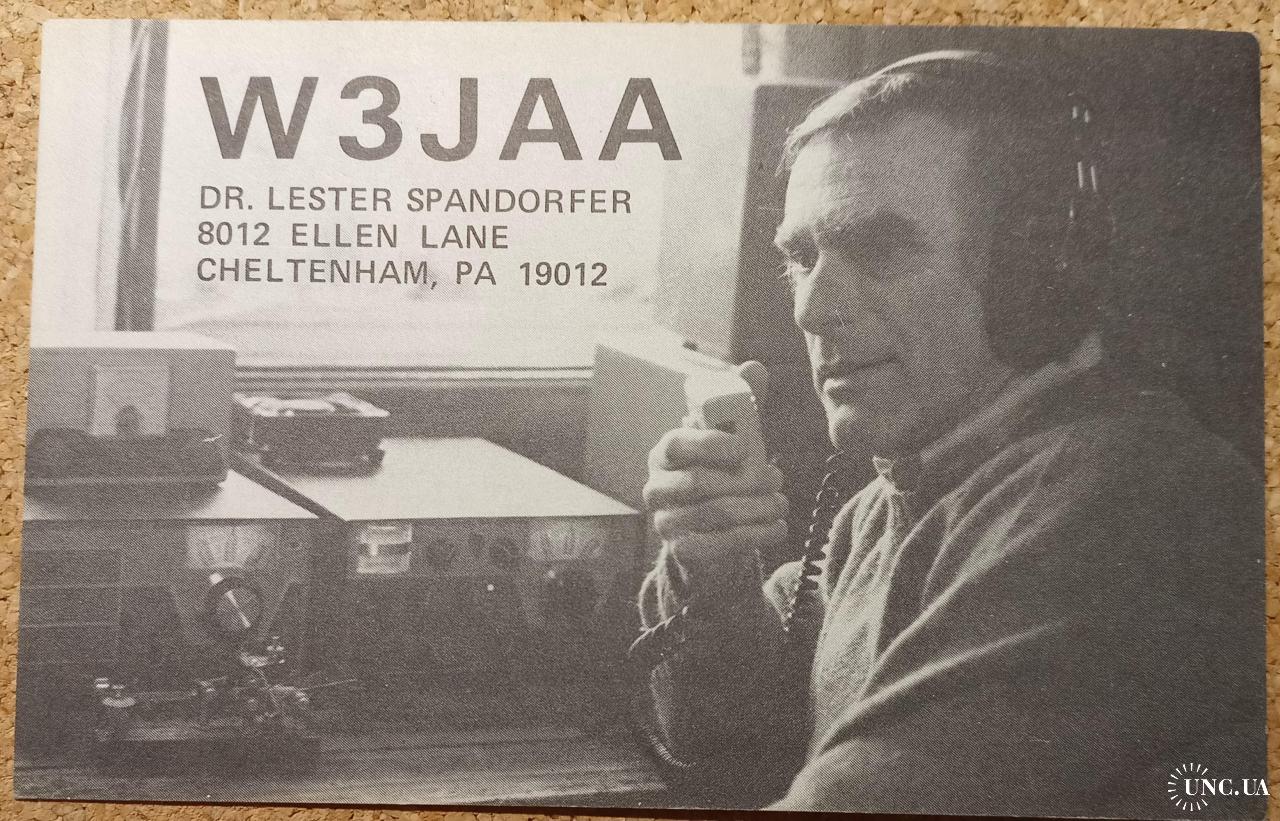 W3JAA
DR. LESTER SPANDORFER
8012 ELLEN LANE
CHELTENHAM, PA 19012
UNC.UA